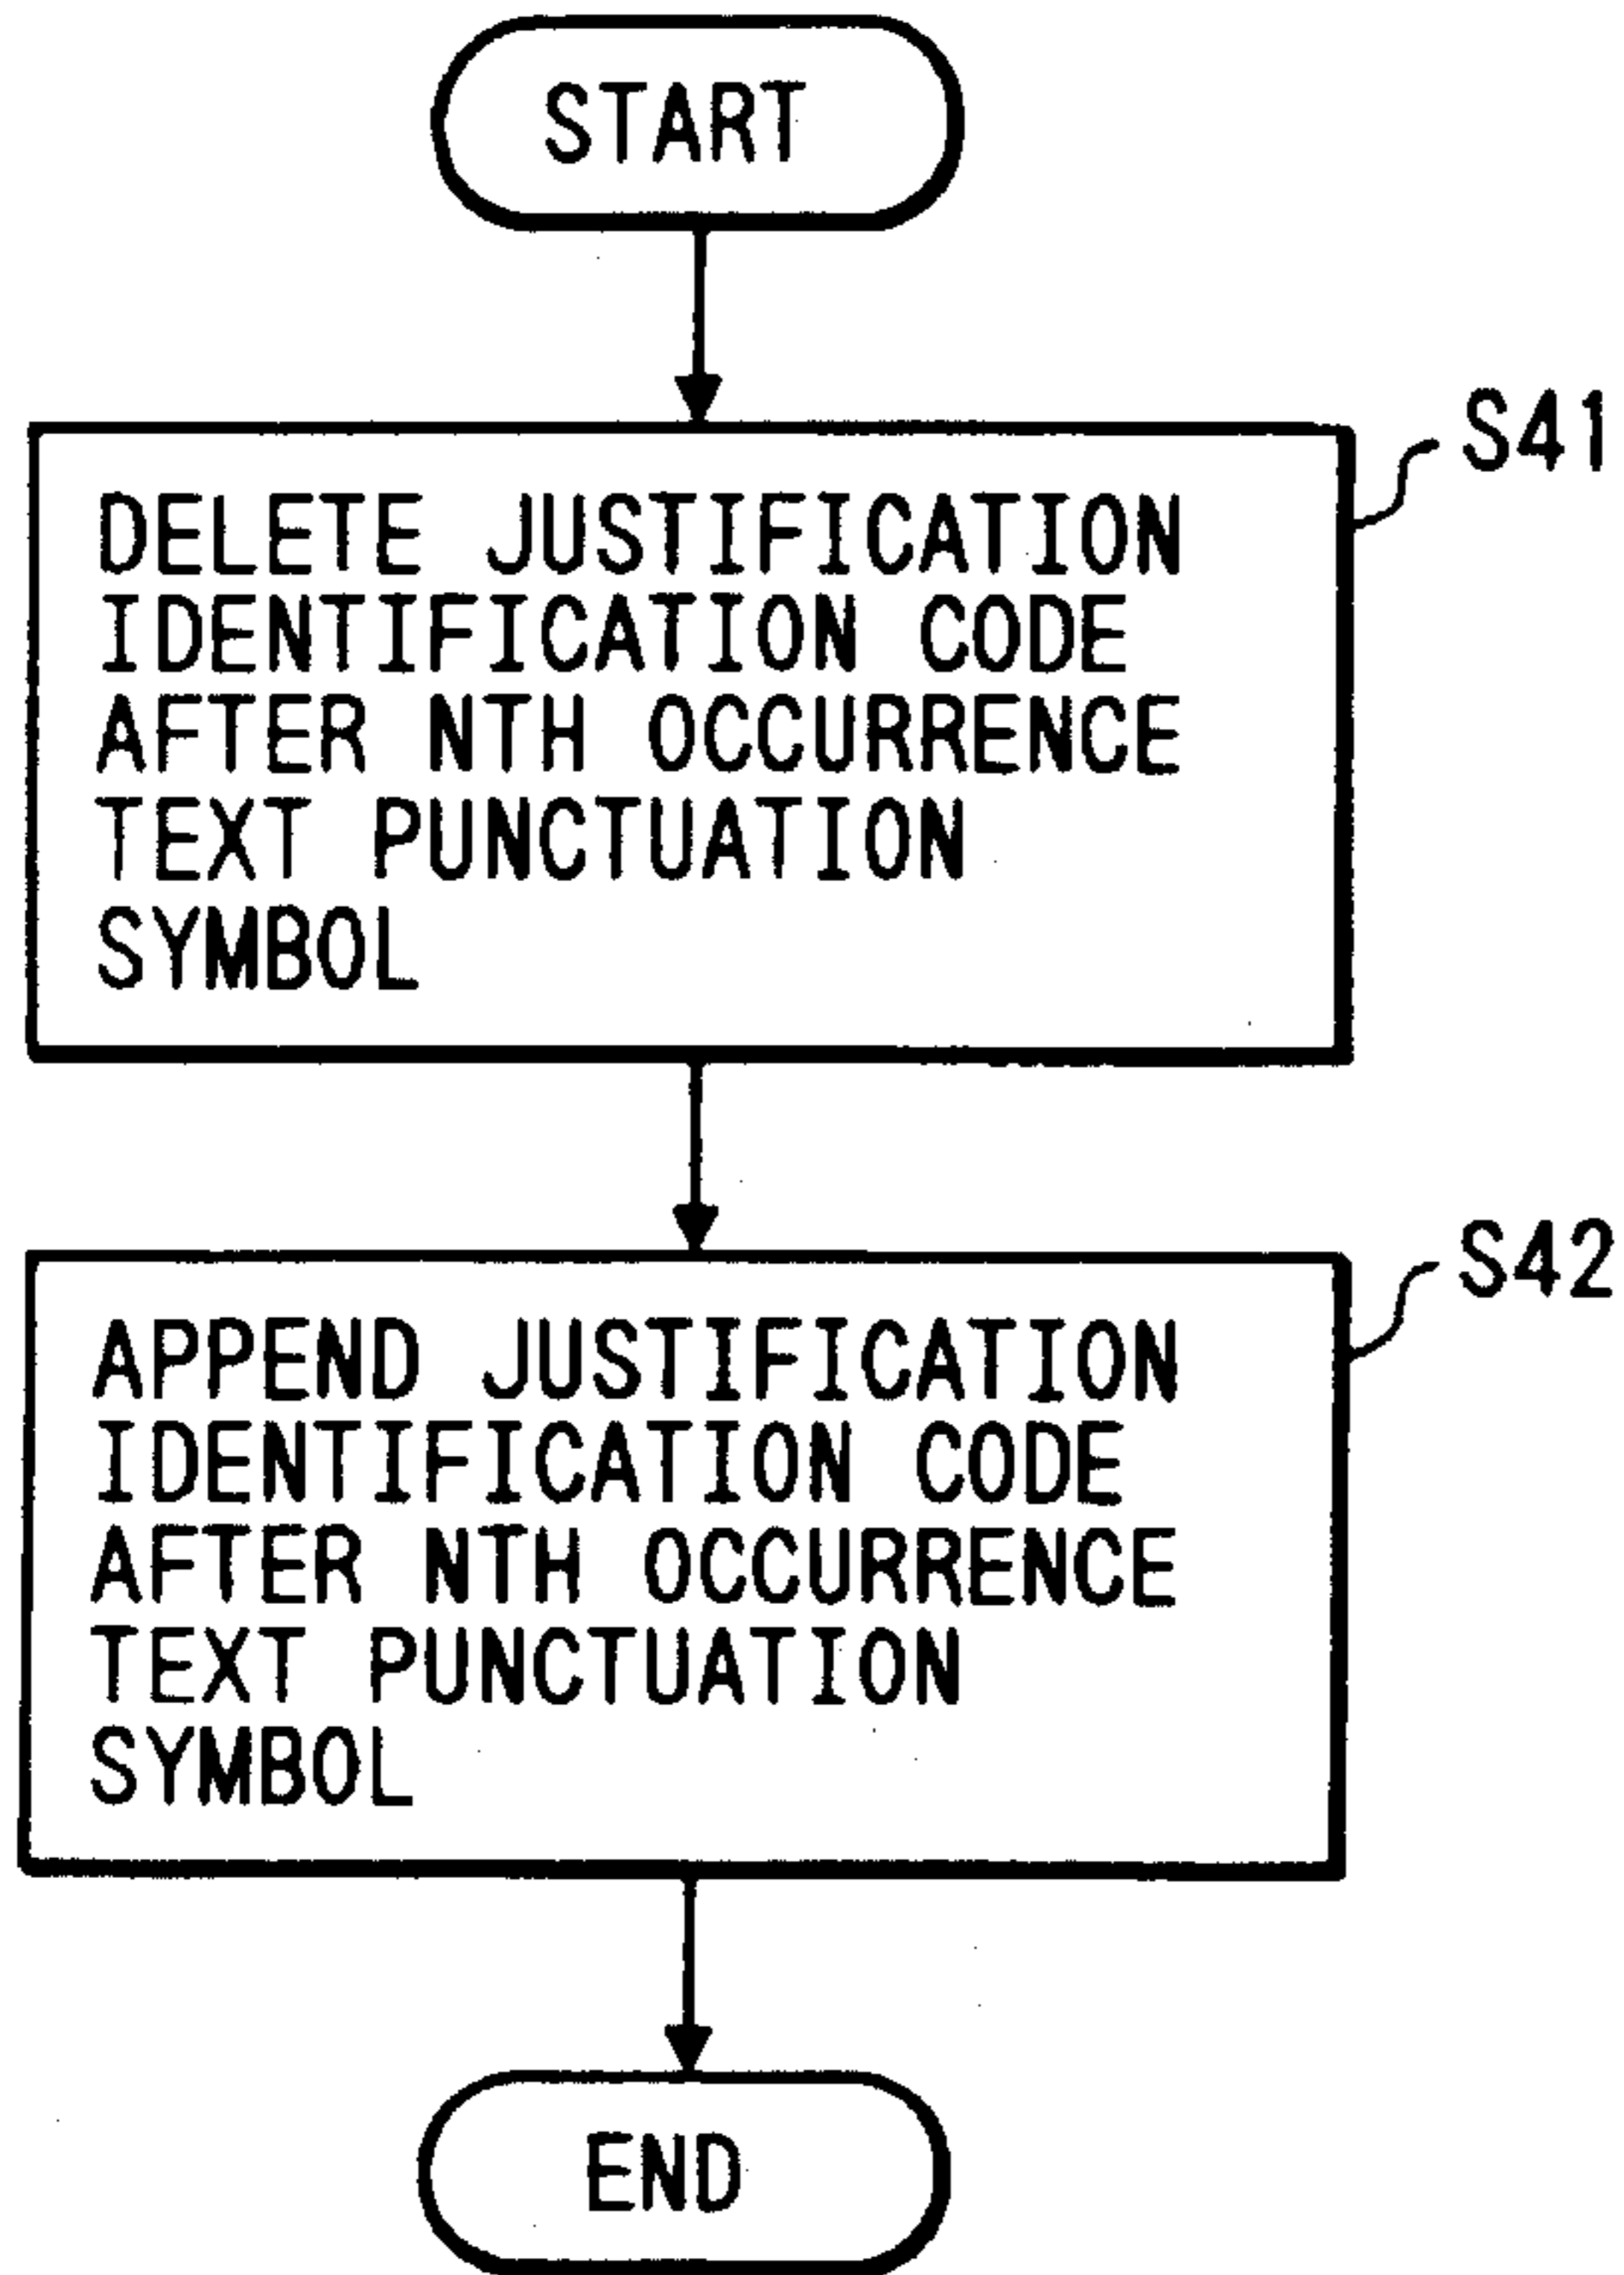 START
S41
DELETE JUSTIFICATION
IDENTIFICATION CODE
AFTER NTH OCCURRENCE
TEXT PUNCTUATION
SYMBOL
S42
APPEND JUSTIFICATION
IDENTIFICATION CODE
AFTER NTH OCCURRENCE
TEXT PUNCTUATION
SYMBOL
END